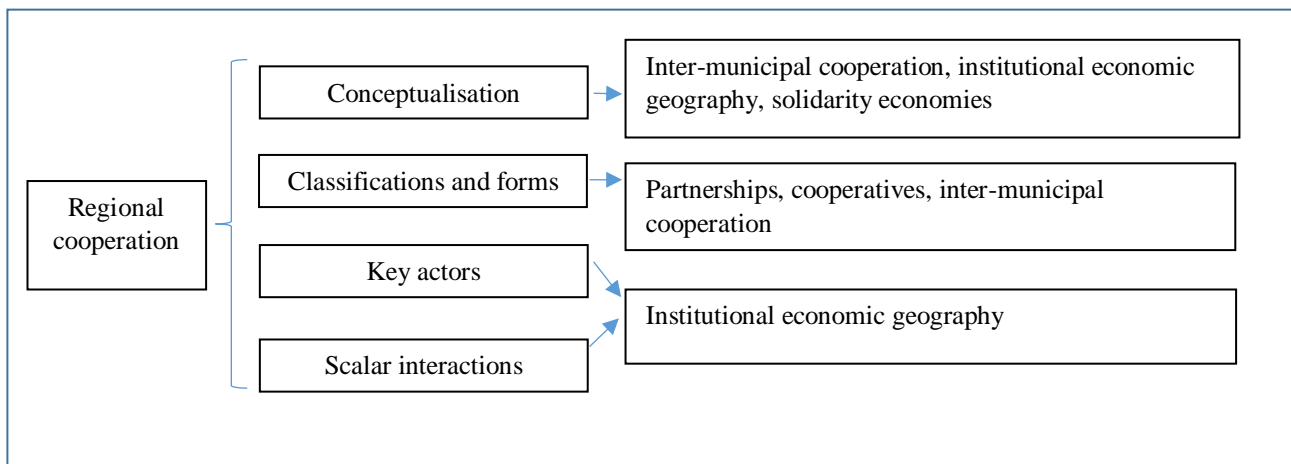 Regional
cooperation
Conceptualisation
Inter-municipal cooperation, institutional economic
geography, solidarity economies
Classifications and forms
Partnerships, cooperatives, inter-municipal
cooperation
Key actors
Scalar interactions
Institutional economic geography